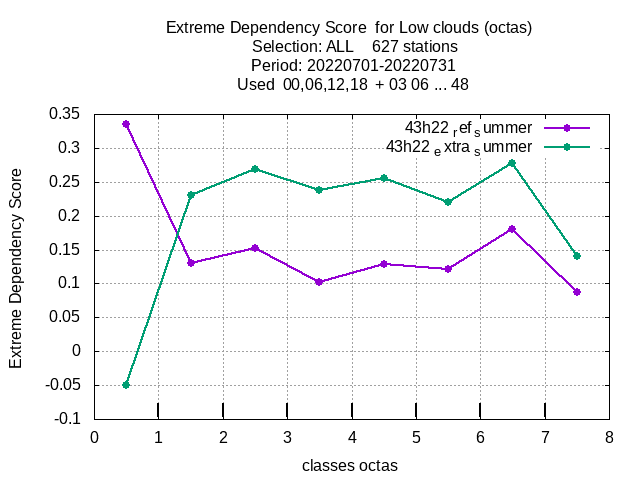 Extreme Dependency Score for Low clouds (octas)
Selection: ALL 627 stations
Period: 20220701-20220731
Used 00,06,12,18 + 03 06 ... 48
43h22 ref summer
43h22 extra summer
Extreme Dependency Score
0.35
0.3
0.25
0.2
0.15
0.1
0.05
0
-0.05
-0.1
0 1 2 3 4 5 6 7 8
classes octas